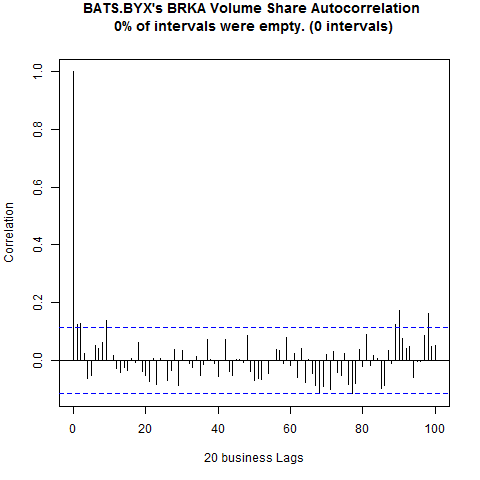 BATS.BYX's BRKA Volume Share Autocorrelation
0% of intervals were empty. (0 intervals)
Correlation
1.0
0.8
0.6
0.4
0.2
0.0
0 20 40 60 80 100
20 business Lags